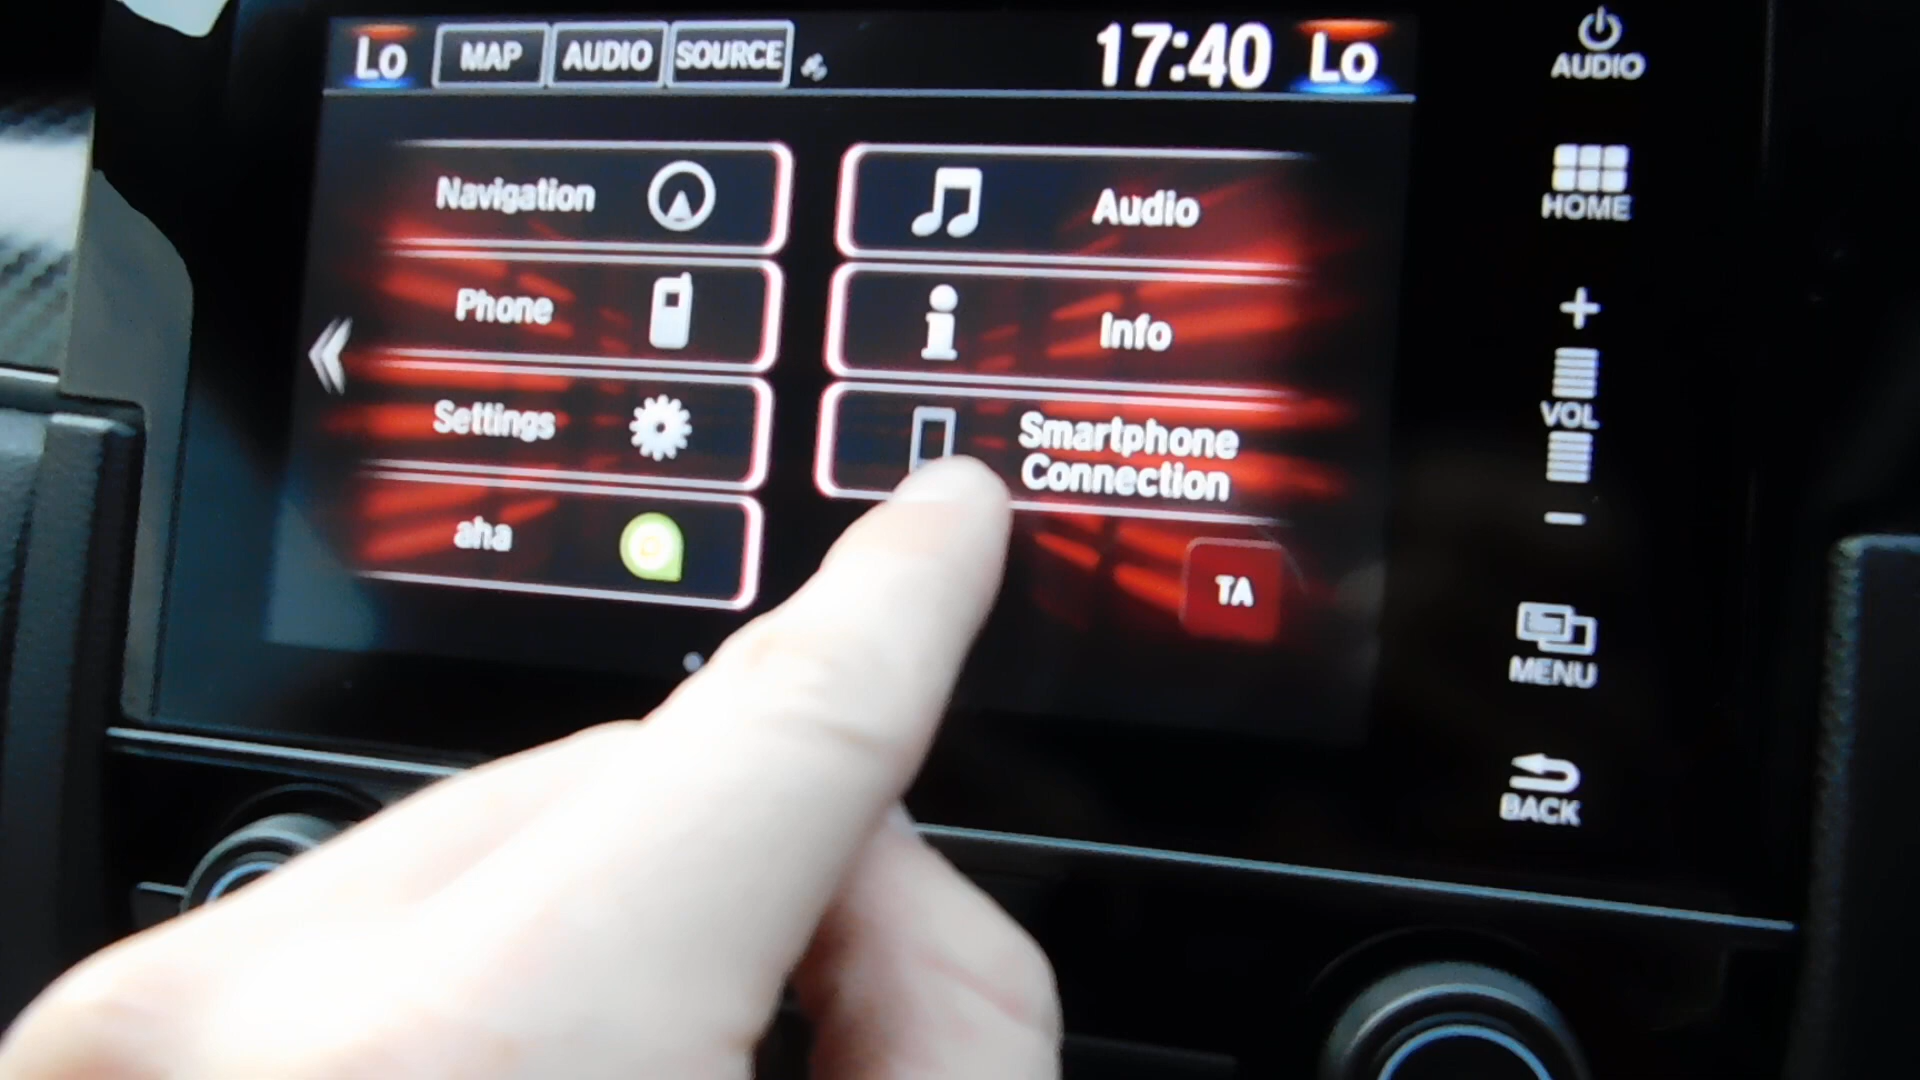 Lo MAP AUDIO SOURCE 17:40 Lo
Navigation
Audio
Phone
Info
Settings
Smartphone
Connection
aha
TA
AUDIO
HOME
+
VOL
−
MENU
BACK